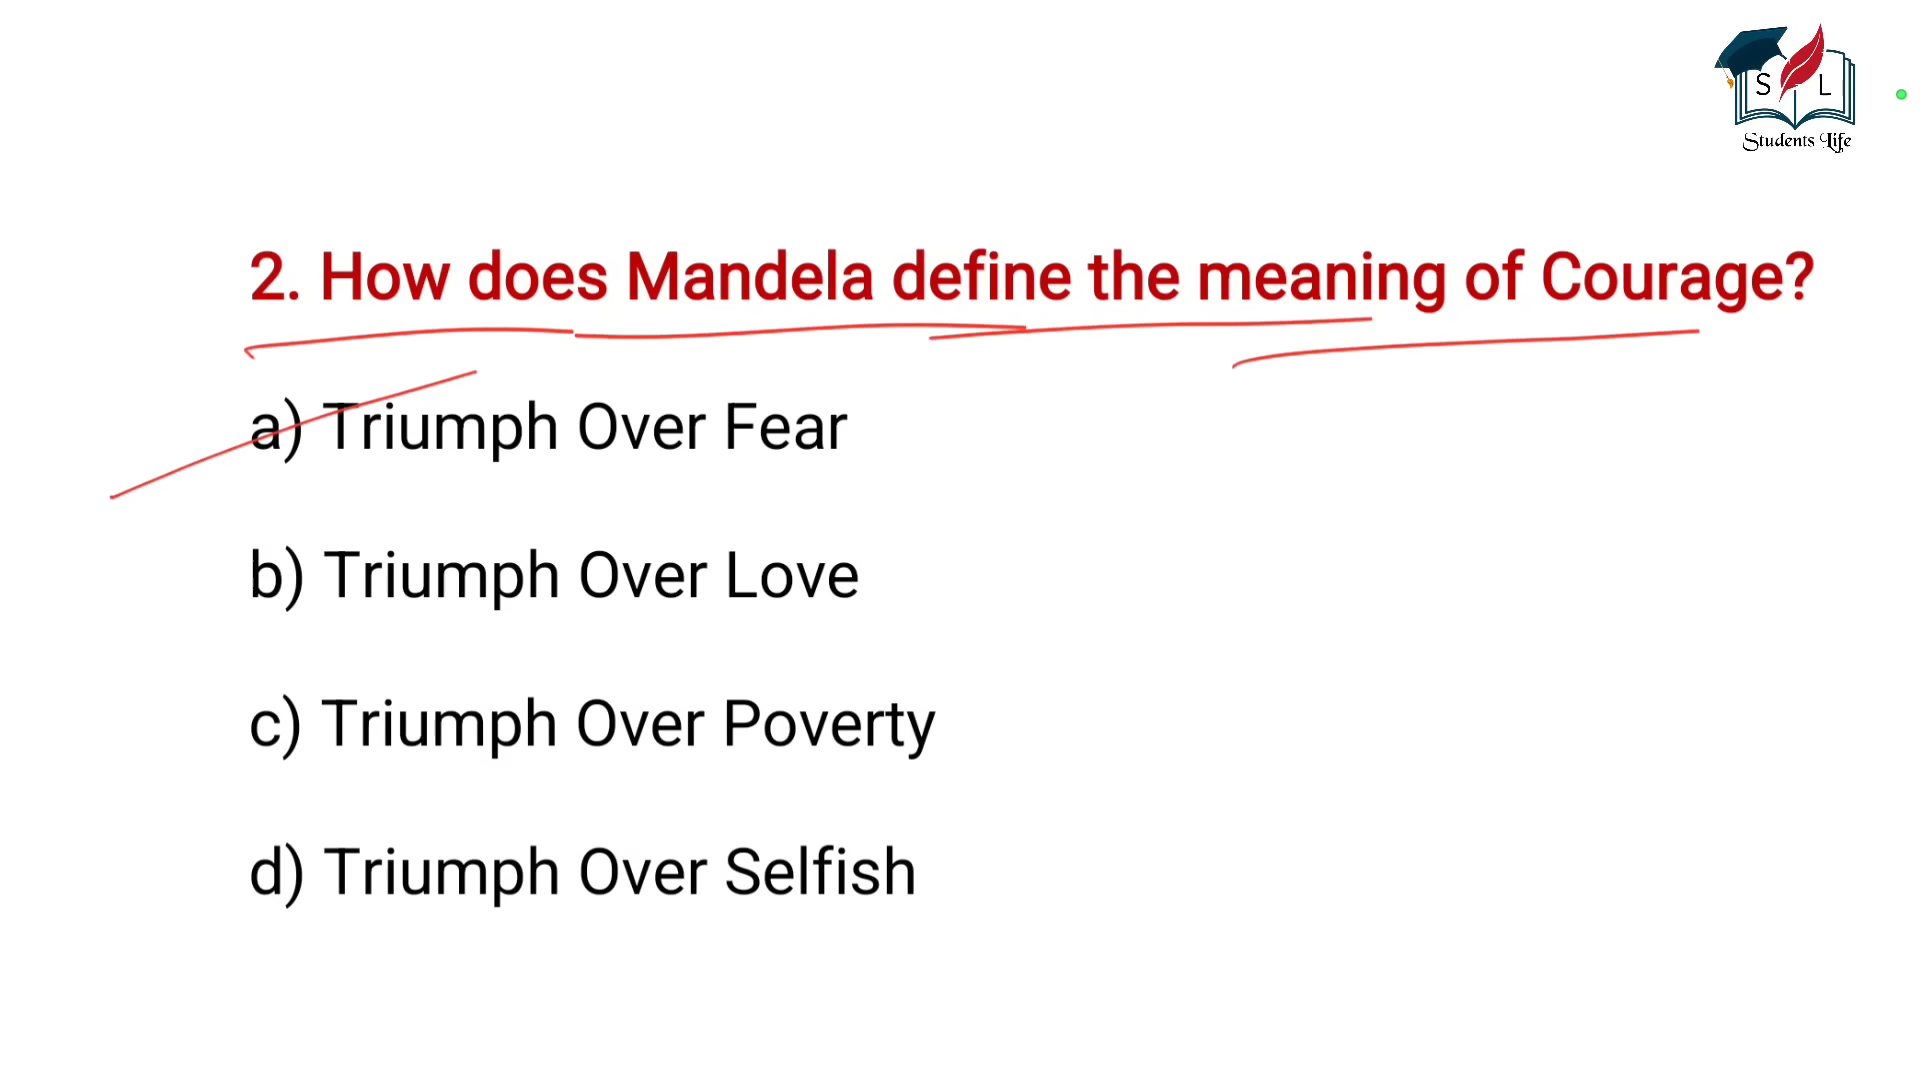 S L
Students Life
2. How does Mandela define the meaning of Courage?
a) Triumph Over Fear
b) Triumph Over Love
c) Triumph Over Poverty
d) Triumph Over Selfish